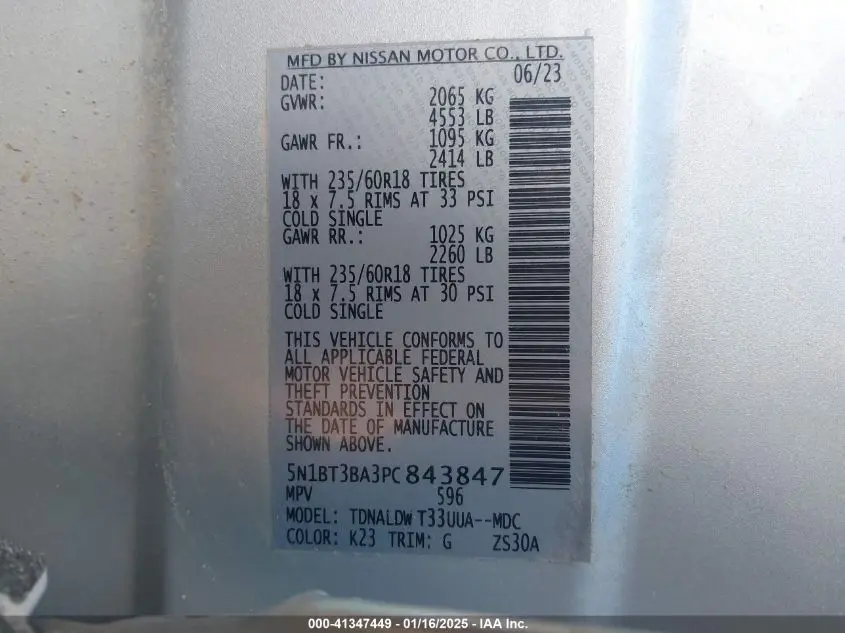 MFD BY NISSAN MOTOR CO., LTD.
DATE: 06/23
GVWR: 2065 KG
4553 LB
GAWR FR.: 1095 KG
2414 LB
WITH 235/60R18 TIRES
18 x 7.5 RIMS AT 33 PSI
COLD SINGLE
GAWR RR.: 1025 KG
2260 LB
WITH 235/60R18 TIRES
18 x 7.5 RIMS AT 30 PSI
COLD SINGLE
THIS VEHICLE CONFORMS TO
ALL APPLICABLE FEDERAL
MOTOR VEHICLE SAFETY AND
THEFT PREVENTION
STANDARDS IN EFFECT ON
THE DATE OF MANUFACTURE
SHOWN ABOVE.
5N1BT3BA3PC843847
MPV 596
MODEL: TDNALDW T33UUA--MDC
COLOR: K23 TRIM: G ZS30A
000-41347449 - 01/16/2025 - IAA Inc.